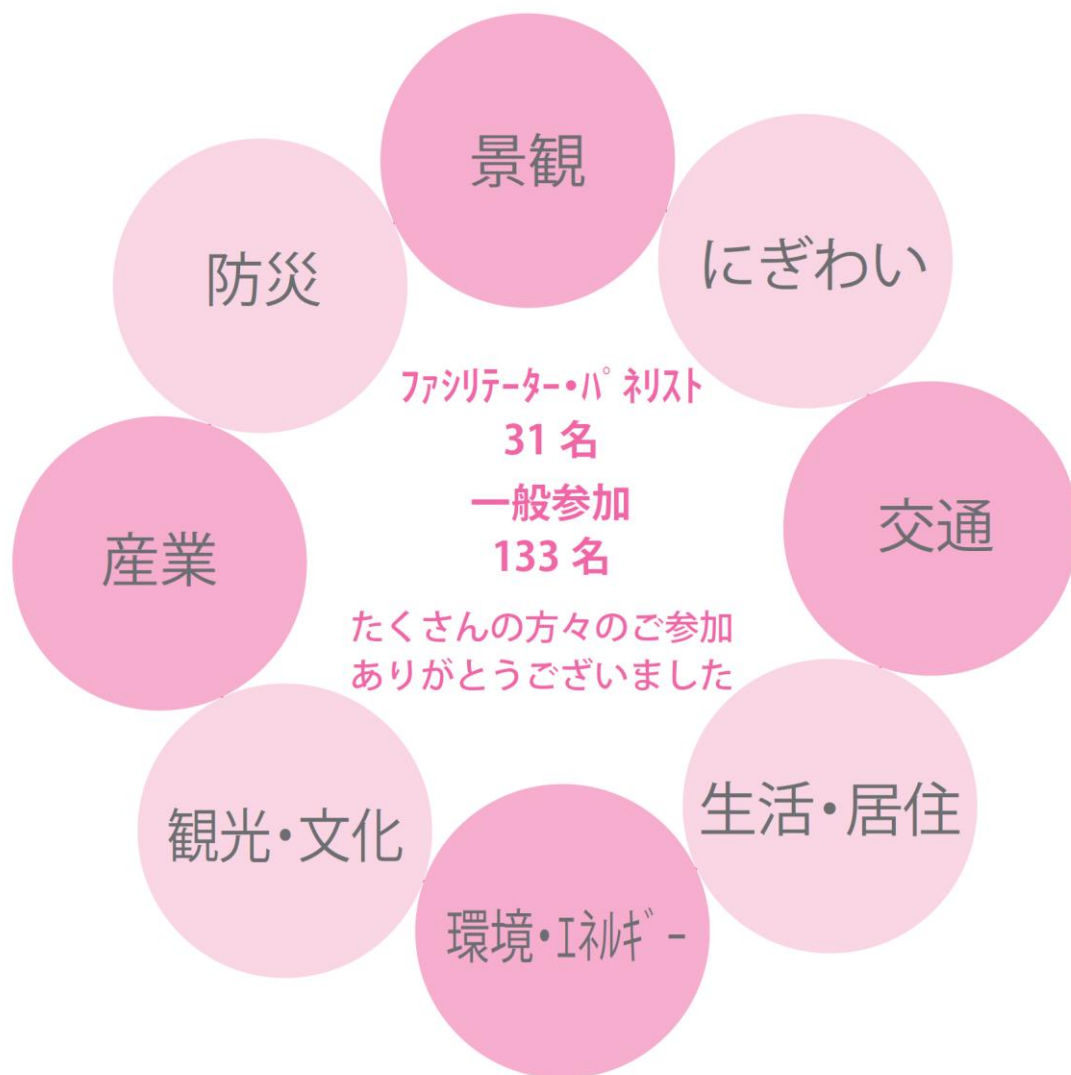 景観
にぎわい
防災
ﾌｧｼﾘﾃｰﾀｰ・ﾊﾟﾈﾘｽﾄ
31 名
一般参加
133 名
交通
産業
たくさんの方々のご参加
ありがとうございました
生活・居住
観光・文化
環境・ｴﾈﾙｷﾞｰ